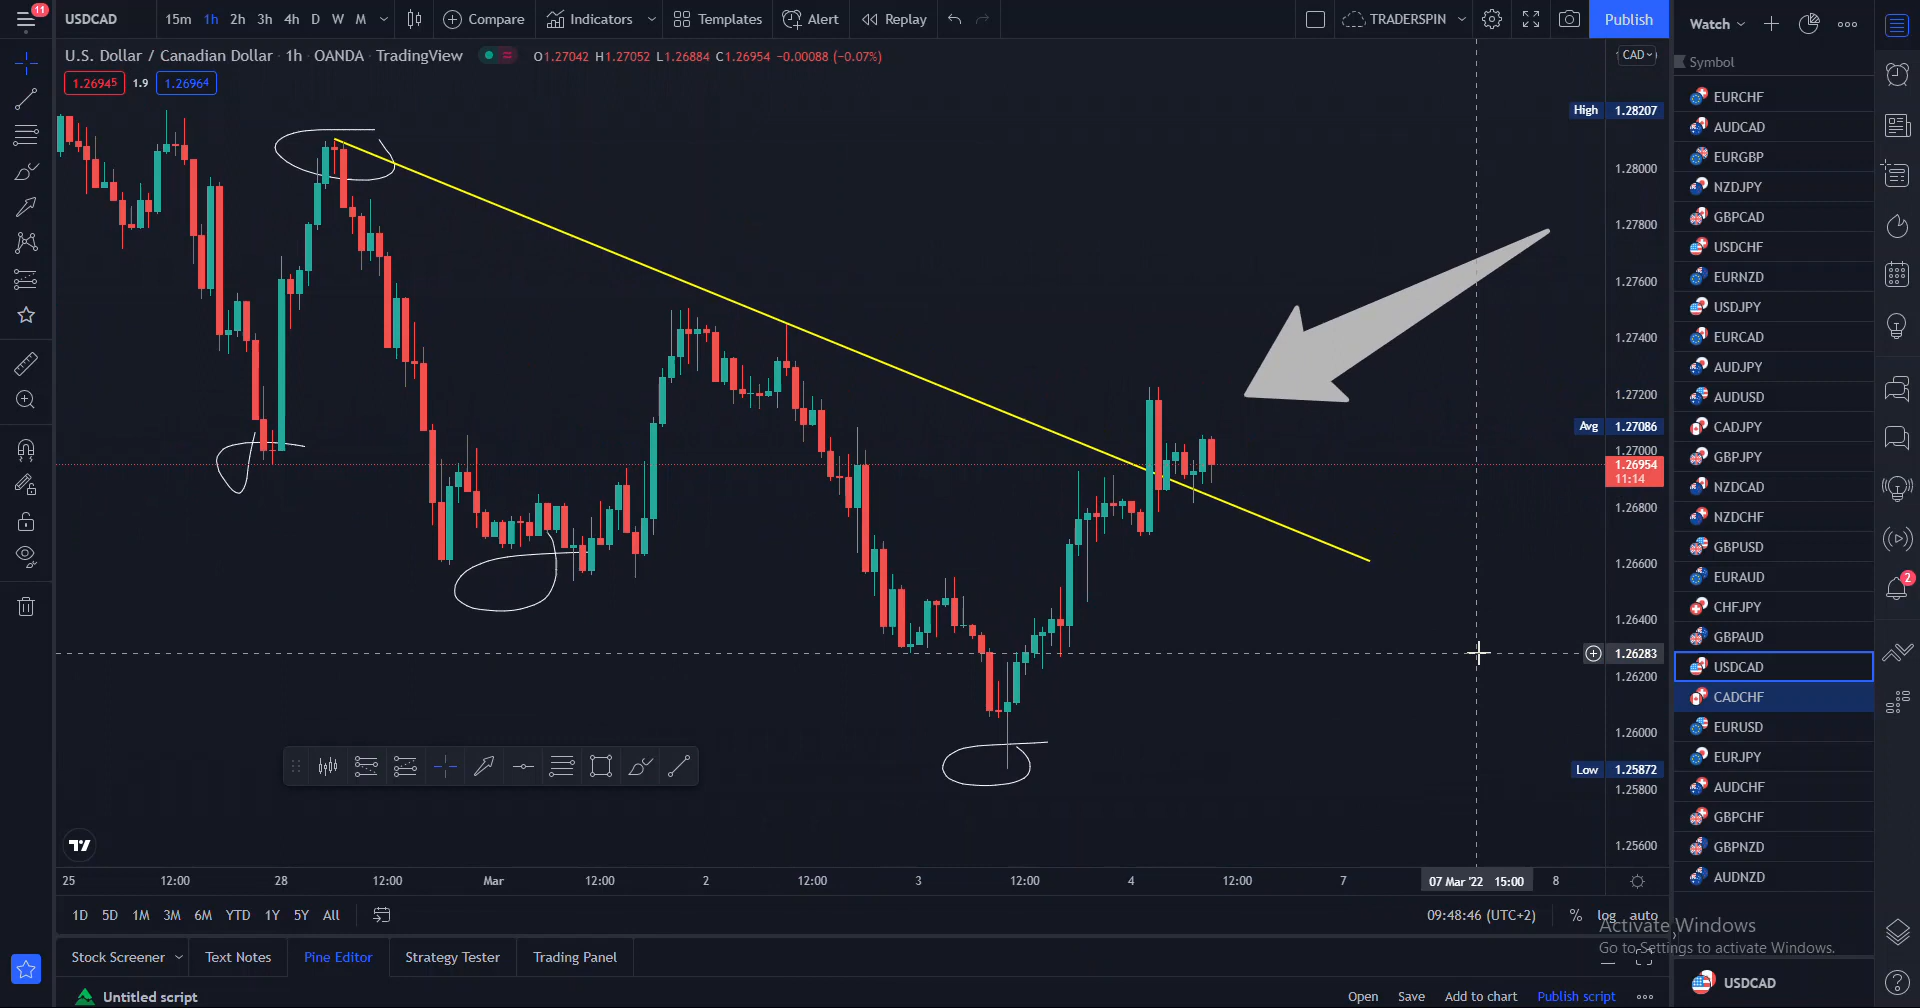 11
USDCAD 15m 1h 2h 3h 4h D W M Compare Indicators Templates Alert Replay TRADERSPIN Publish Watch
U.S. Dollar / Canadian Dollar · 1h · OANDA · TradingView O1.27042 H1.27052 L1.26884 C1.26954 −0.00088 (−0.07%) CAD
1.26945 1.9 1.26964
High 1.28207
1.28000
1.27800
1.27600
1.27400
1.27200
Avg 1.27086
1.27000
1.26954
11:14
1.26800
1.26600
1.26400
1.26283
1.26200
1.26000
Low 1.25872
1.25800
1.25600
25 12:00 28 12:00 Mar 12:00 2 12:00 3 12:00 4 12:00 7 07 Mar '22 15:00 8
1D 5D 1M 3M 6M YTD 1Y 5Y All 09:48:46 (UTC+2) % log auto
Symbol
EURCHF
AUDCAD
EURGBP
NZDJPY
GBPCAD
USDCHF
EURNZD
USDJPY
EURCAD
AUDJPY
AUDUSD
CADJPY
GBPJPY
NZDCAD
NZDCHF
GBPUSD
EURAUD
CHFJPY
GBPAUD
USDCAD
CADCHF
EURUSD
EURJPY
AUDCHF
GBPCHF
GBPNZD
AUDNZD
2
Activate Windows
Go to Settings to activate Windows.
Stock Screener Text Notes Pine Editor Strategy Tester Trading Panel
USDCAD
Untitled script Open Save Add to chart Publish script